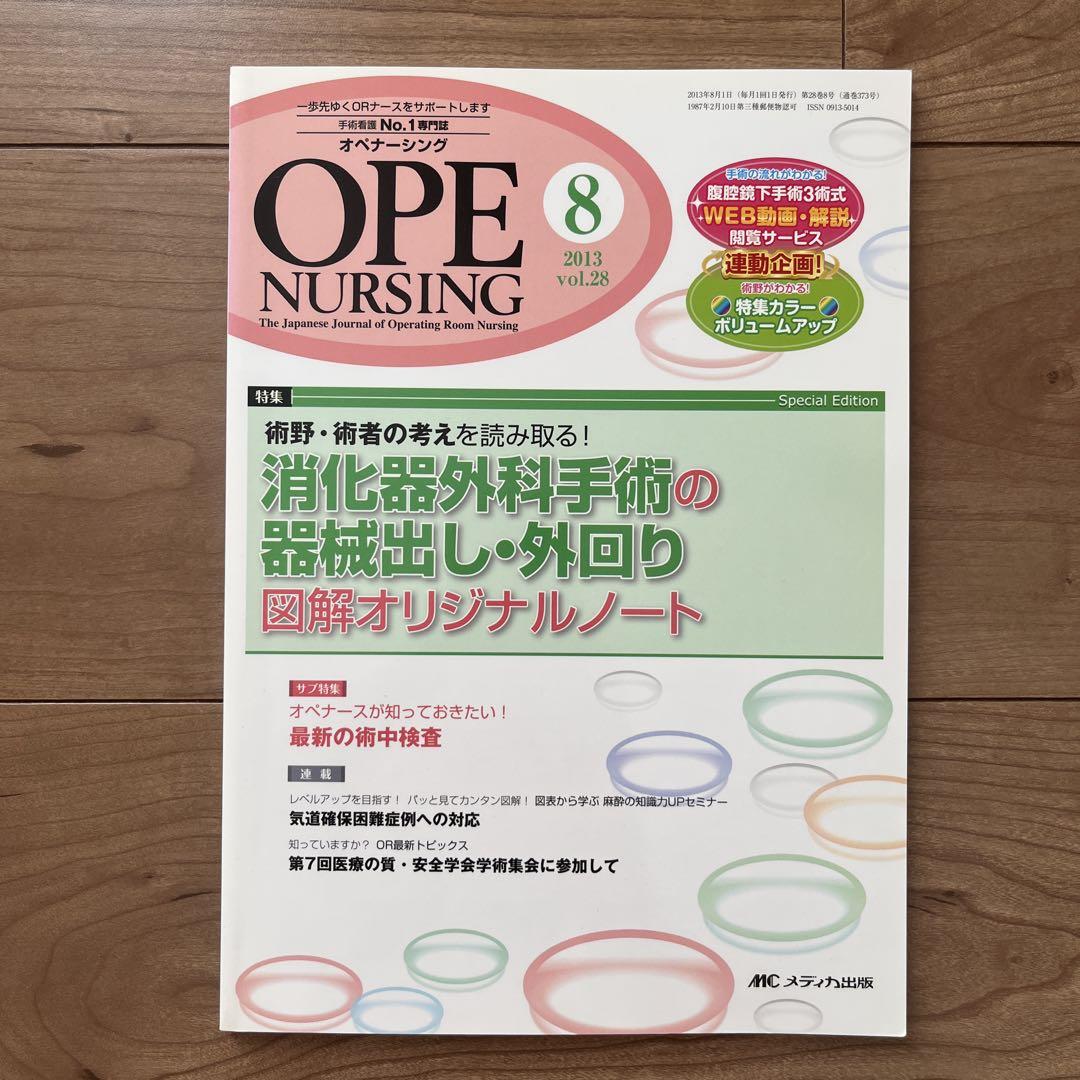 一歩先ゆくORナースをサポートします
手術看護 No.1専門誌
オペナーシング
OPE
NURSING
The Japanese Journal of Operating Room Nursing
8
2013
vol.28
2013年8月1日（毎月1回1日発行）第28巻8号（通巻373号）
1987年2月10日第三種郵便物認可 ISSN 0913-5014
手術の流れがわかる!
腹腔鏡下手術3術式
WEB動画・解説
閲覧サービス
連動企画!
術野がわかる!
特集カラー
ボリュームアップ
特集
Special Edition
術野・術者の考えを読み取る！
消化器外科手術の
器械出し・外回り
図解オリジナルノート
サブ特集
オペナースが知っておきたい！
最新の術中検査
連載
レベルアップを目指す！ パッと見てカンタン図解！ 図表から学ぶ 麻酔の知識力UPセミナー
気道確保困難症例への対応
知っていますか？ OR最新トピックス
第7回医療の質・安全学会学術集会に参加して
MC メディカ出版